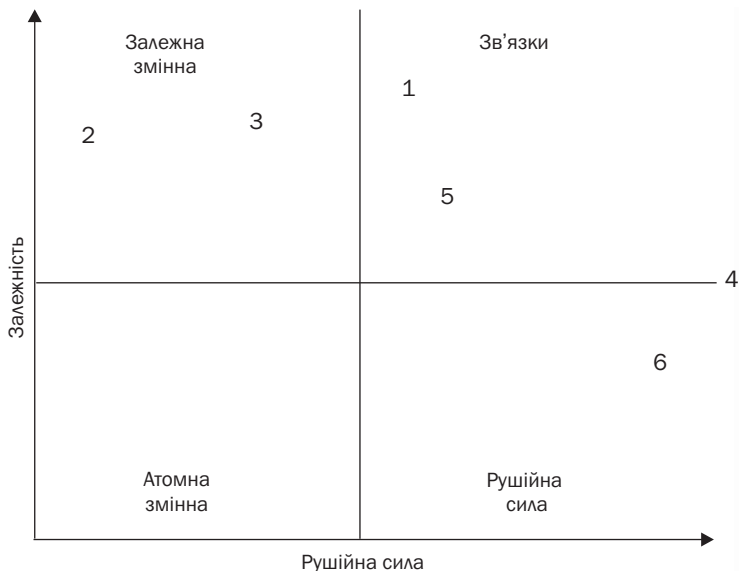 Залежна
змінна
Зв’язки
1
2
3
5
4
Залежність
6
Атомна
змінна
Рушійна
сила
Рушійна сила